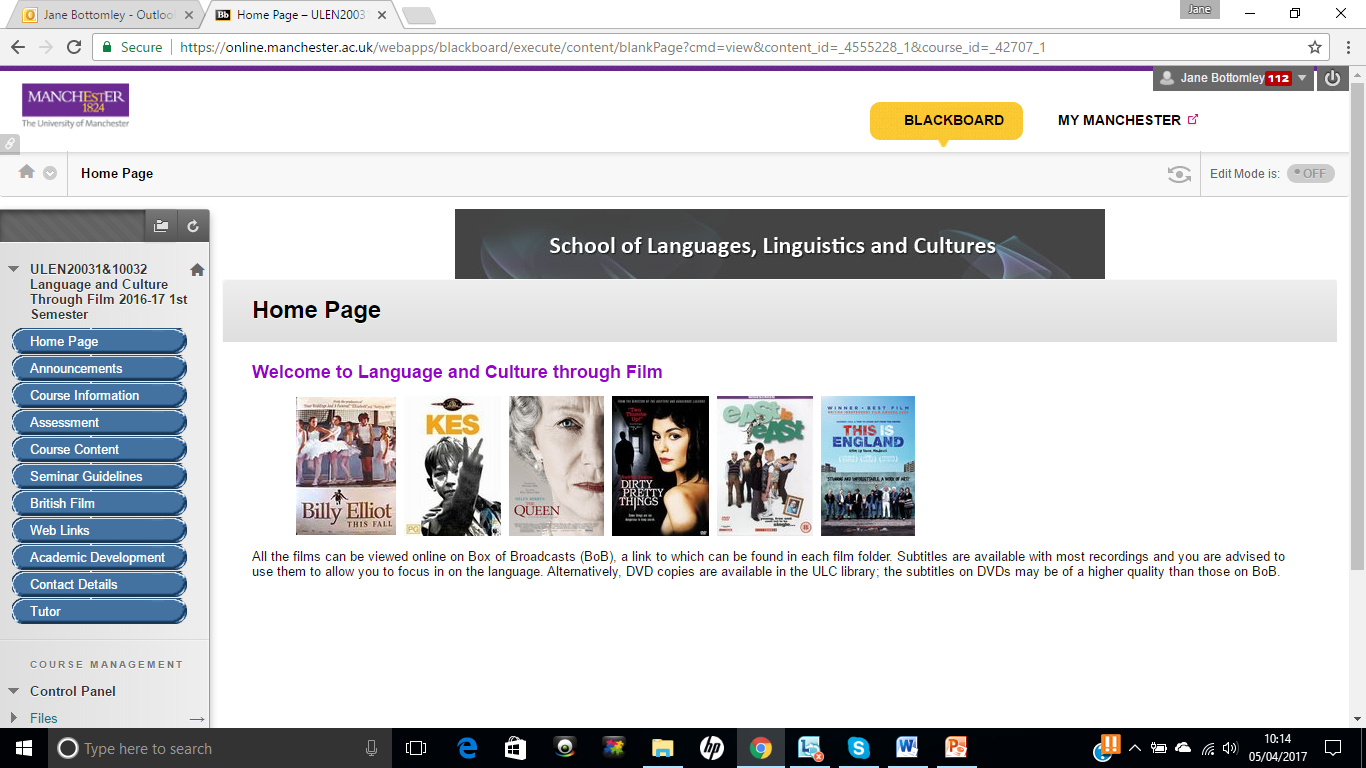 Jane Bottomley - Outloo
Home Page – ULEN2003
Jane
Secure
https://online.manchester.ac.uk/webapps/blackboard/execute/content/blankPage?cmd=view&content_id=_4555228_1&course_id=_42707_1
Jane Bottomley 112
MANCHESTER
1824
The University of Manchester
BLACKBOARD
MY MANCHESTER
Home Page
Edit Mode is: OFF
School of Languages, Linguistics and Cultures
ULEN20031&10032
Language and Culture
Through Film 2016-17 1st
Semester
Home Page
Announcements
Course Information
Assessment
Course Content
Seminar Guidelines
British Film
Web Links
Academic Development
Contact Details
Tutor
COURSE MANAGEMENT
Control Panel
Files
Home Page
Welcome to Language and Culture through Film
Billy Elliot
THIS FALL
KES
PG
THE
QUEEN
DIRTY
PRETTY
THINGS
east is
east
15
WINNER - BEST FILM
THIS IS
ENGLAND
All the films can be viewed online on Box of Broadcasts (BoB), a link to which can be found in each film folder. Subtitles are available with most recordings and you are advised to
use them to allow you to focus in on the language. Alternatively, DVD copies are available in the ULC library; the subtitles on DVDs may be of a higher quality than those on BoB.
Type here to search
10:14
05/04/2017